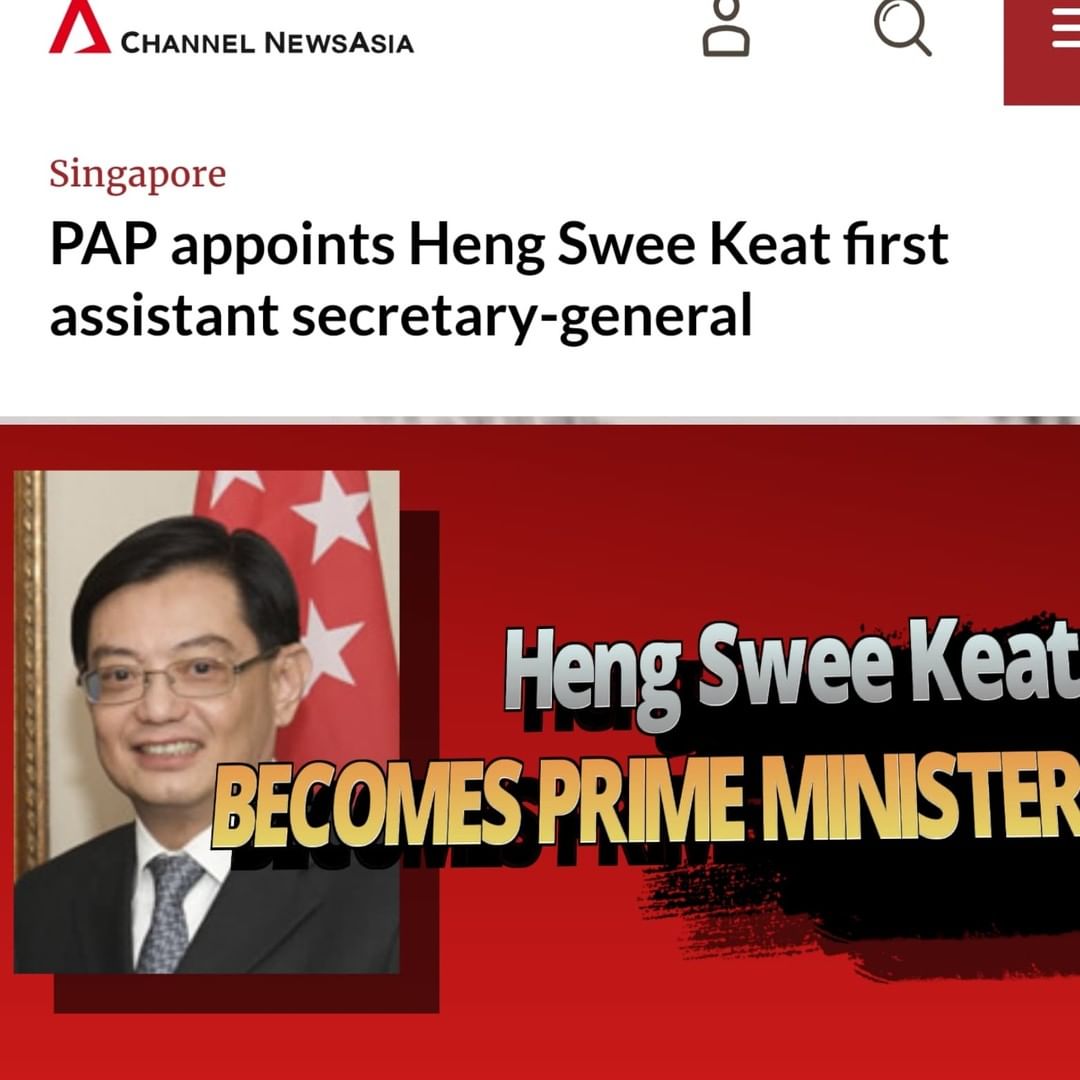 CHANNEL NEWSASIA
Singapore
PAP appoints Heng Swee Keat first
assistant secretary-general
Heng Swee Keat
BECOMES PRIME MINISTER